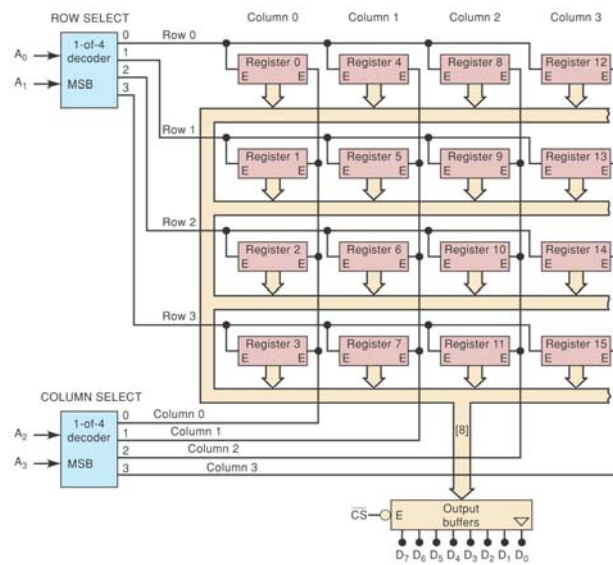 ROW SELECT
Column 0 Column 1 Column 2 Column 3
A0
A1
1-of-4
decoder
MSB
0
1
2
3
Row 0
Register 0 Register 4 Register 8 Register 12
E E E E E E E
Row 1
Register 1 Register 5 Register 9 Register 13
E E E E E E E E
Row 2
Register 2 Register 6 Register 10 Register 14
E E E E E E E E
Row 3
Register 3 Register 7 Register 11 Register 15
E E E E E E E E
COLUMN SELECT
A2
A3
1-of-4
decoder
MSB
0
1
2
3
Column 0
Column 1
Column 2
Column 3
[8]
CS
E
Output
buffers
D7 D6 D5 D4 D3 D2 D1 D0